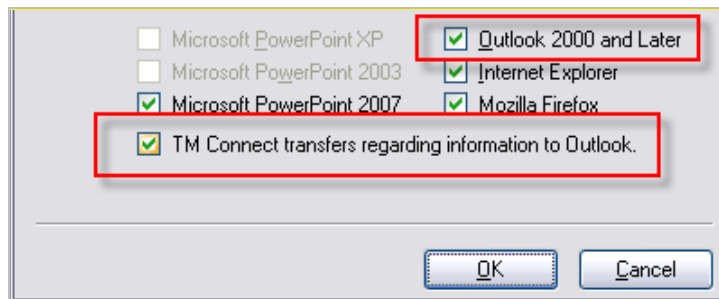 Microsoft PowerPoint XP
Outlook 2000 and Later
Microsoft PowerPoint 2003
Internet Explorer
Microsoft PowerPoint 2007
Mozilla Firefox
TM Connect transfers regarding information to Outlook.
OK
Cancel